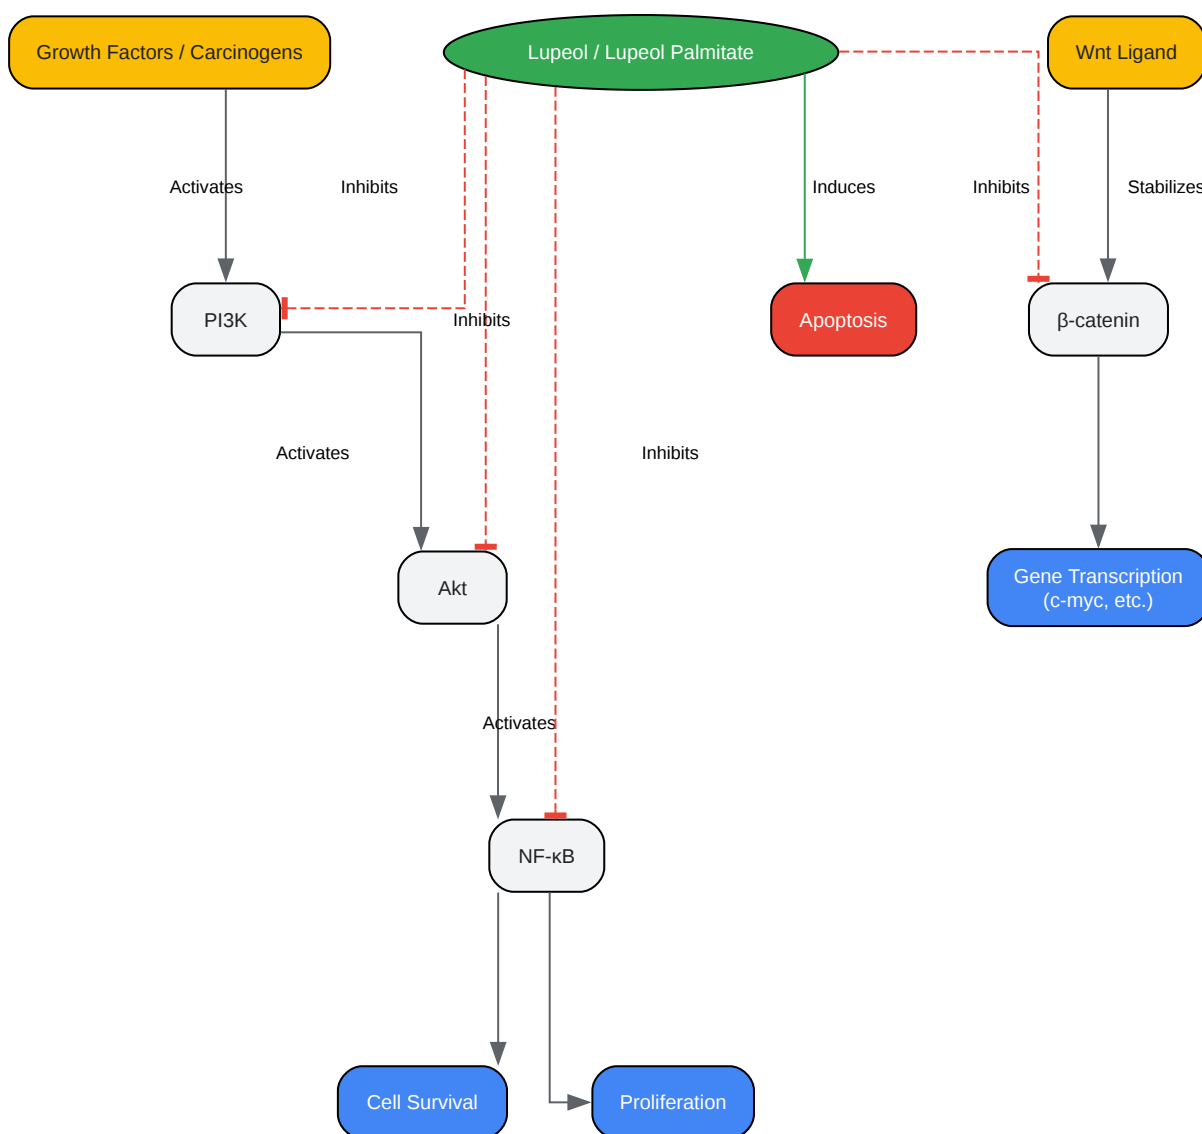 Growth Factors / Carcinogens
Lupeol / Lupeol Palmitate
Wnt Ligand
Activates
Inhibits
Induces
Inhibits
Stabilizes
PI3K
Inhibits
Apoptosis
β-catenin
Activates
Inhibits
Akt
Gene Transcription
(c-myc, etc.)
Activates
NF-κB
Cell Survival
Proliferation